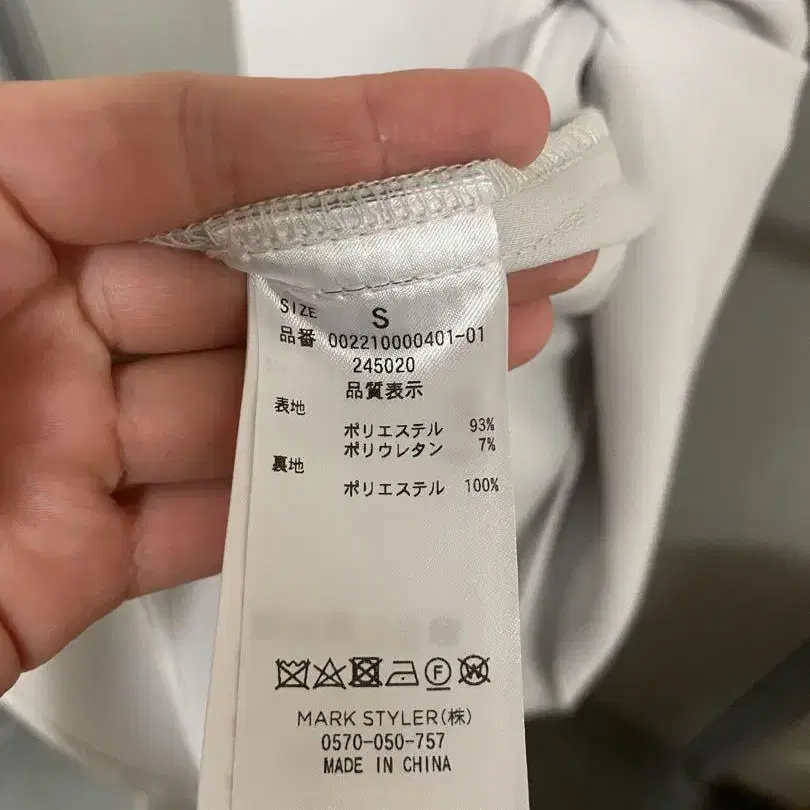 SIZE S
品番 002210000401-01
245020
品質表示
表地
ポリエステル 93%
ポリウレタン 7%
裏地
ポリエステル 100%
F W
MARK STYLER(株)
0570-050-757
MADE IN CHINA